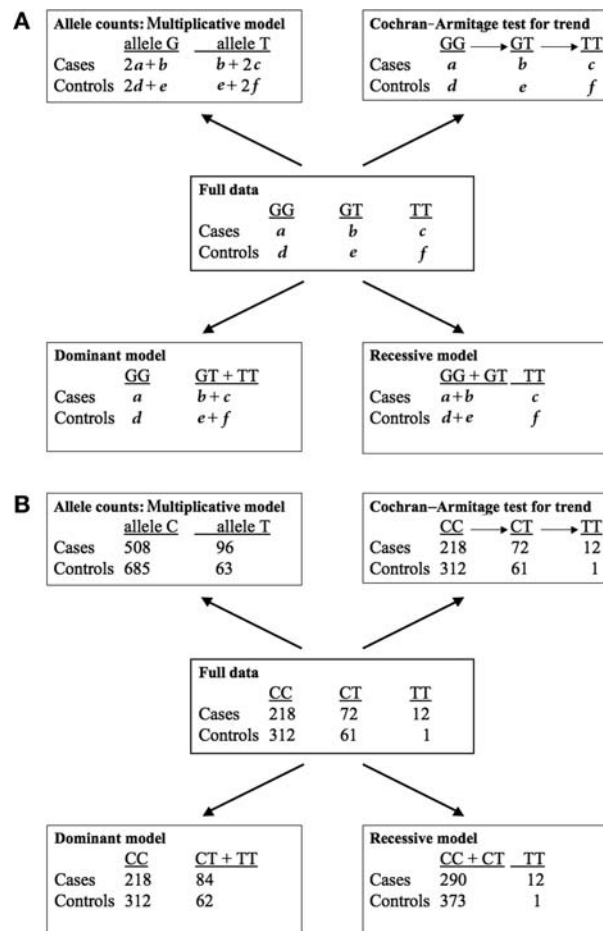 A
Allele counts: Multiplicative model
allele G allele T
Cases 2a+b b+2c
Controls 2d+e e+2f
Cochran–Armitage test for trend
GG GT TT
Cases a b c
Controls d e f
Full data
GG GT TT
Cases a b c
Controls d e f
Dominant model
GG GT + TT
Cases a b+c
Controls d e+f
Recessive model
GG + GT TT
Cases a+b c
Controls d+e f
B
Allele counts: Multiplicative model
allele C allele T
Cases 508 96
Controls 685 63
Cochran–Armitage test for trend
CC CT TT
Cases 218 72 12
Controls 312 61 1
Full data
CC CT TT
Cases 218 72 12
Controls 312 61 1
Dominant model
CC CT + TT
Cases 218 84
Controls 312 62
Recessive model
CC + CT TT
Cases 290 12
Controls 373 1